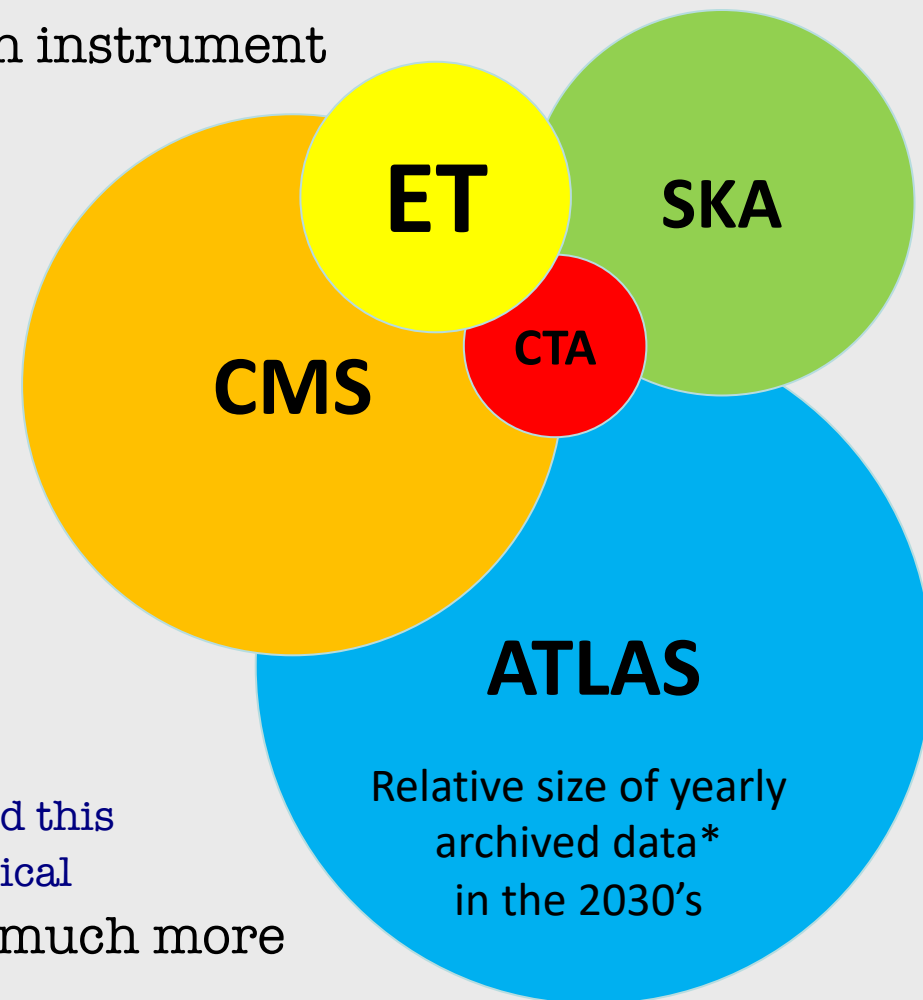 n instrument
ET
SKA
CTA
CMS
ATLAS
Relative size of yearly
archived data*
in the 2030's
d this
ical
much more